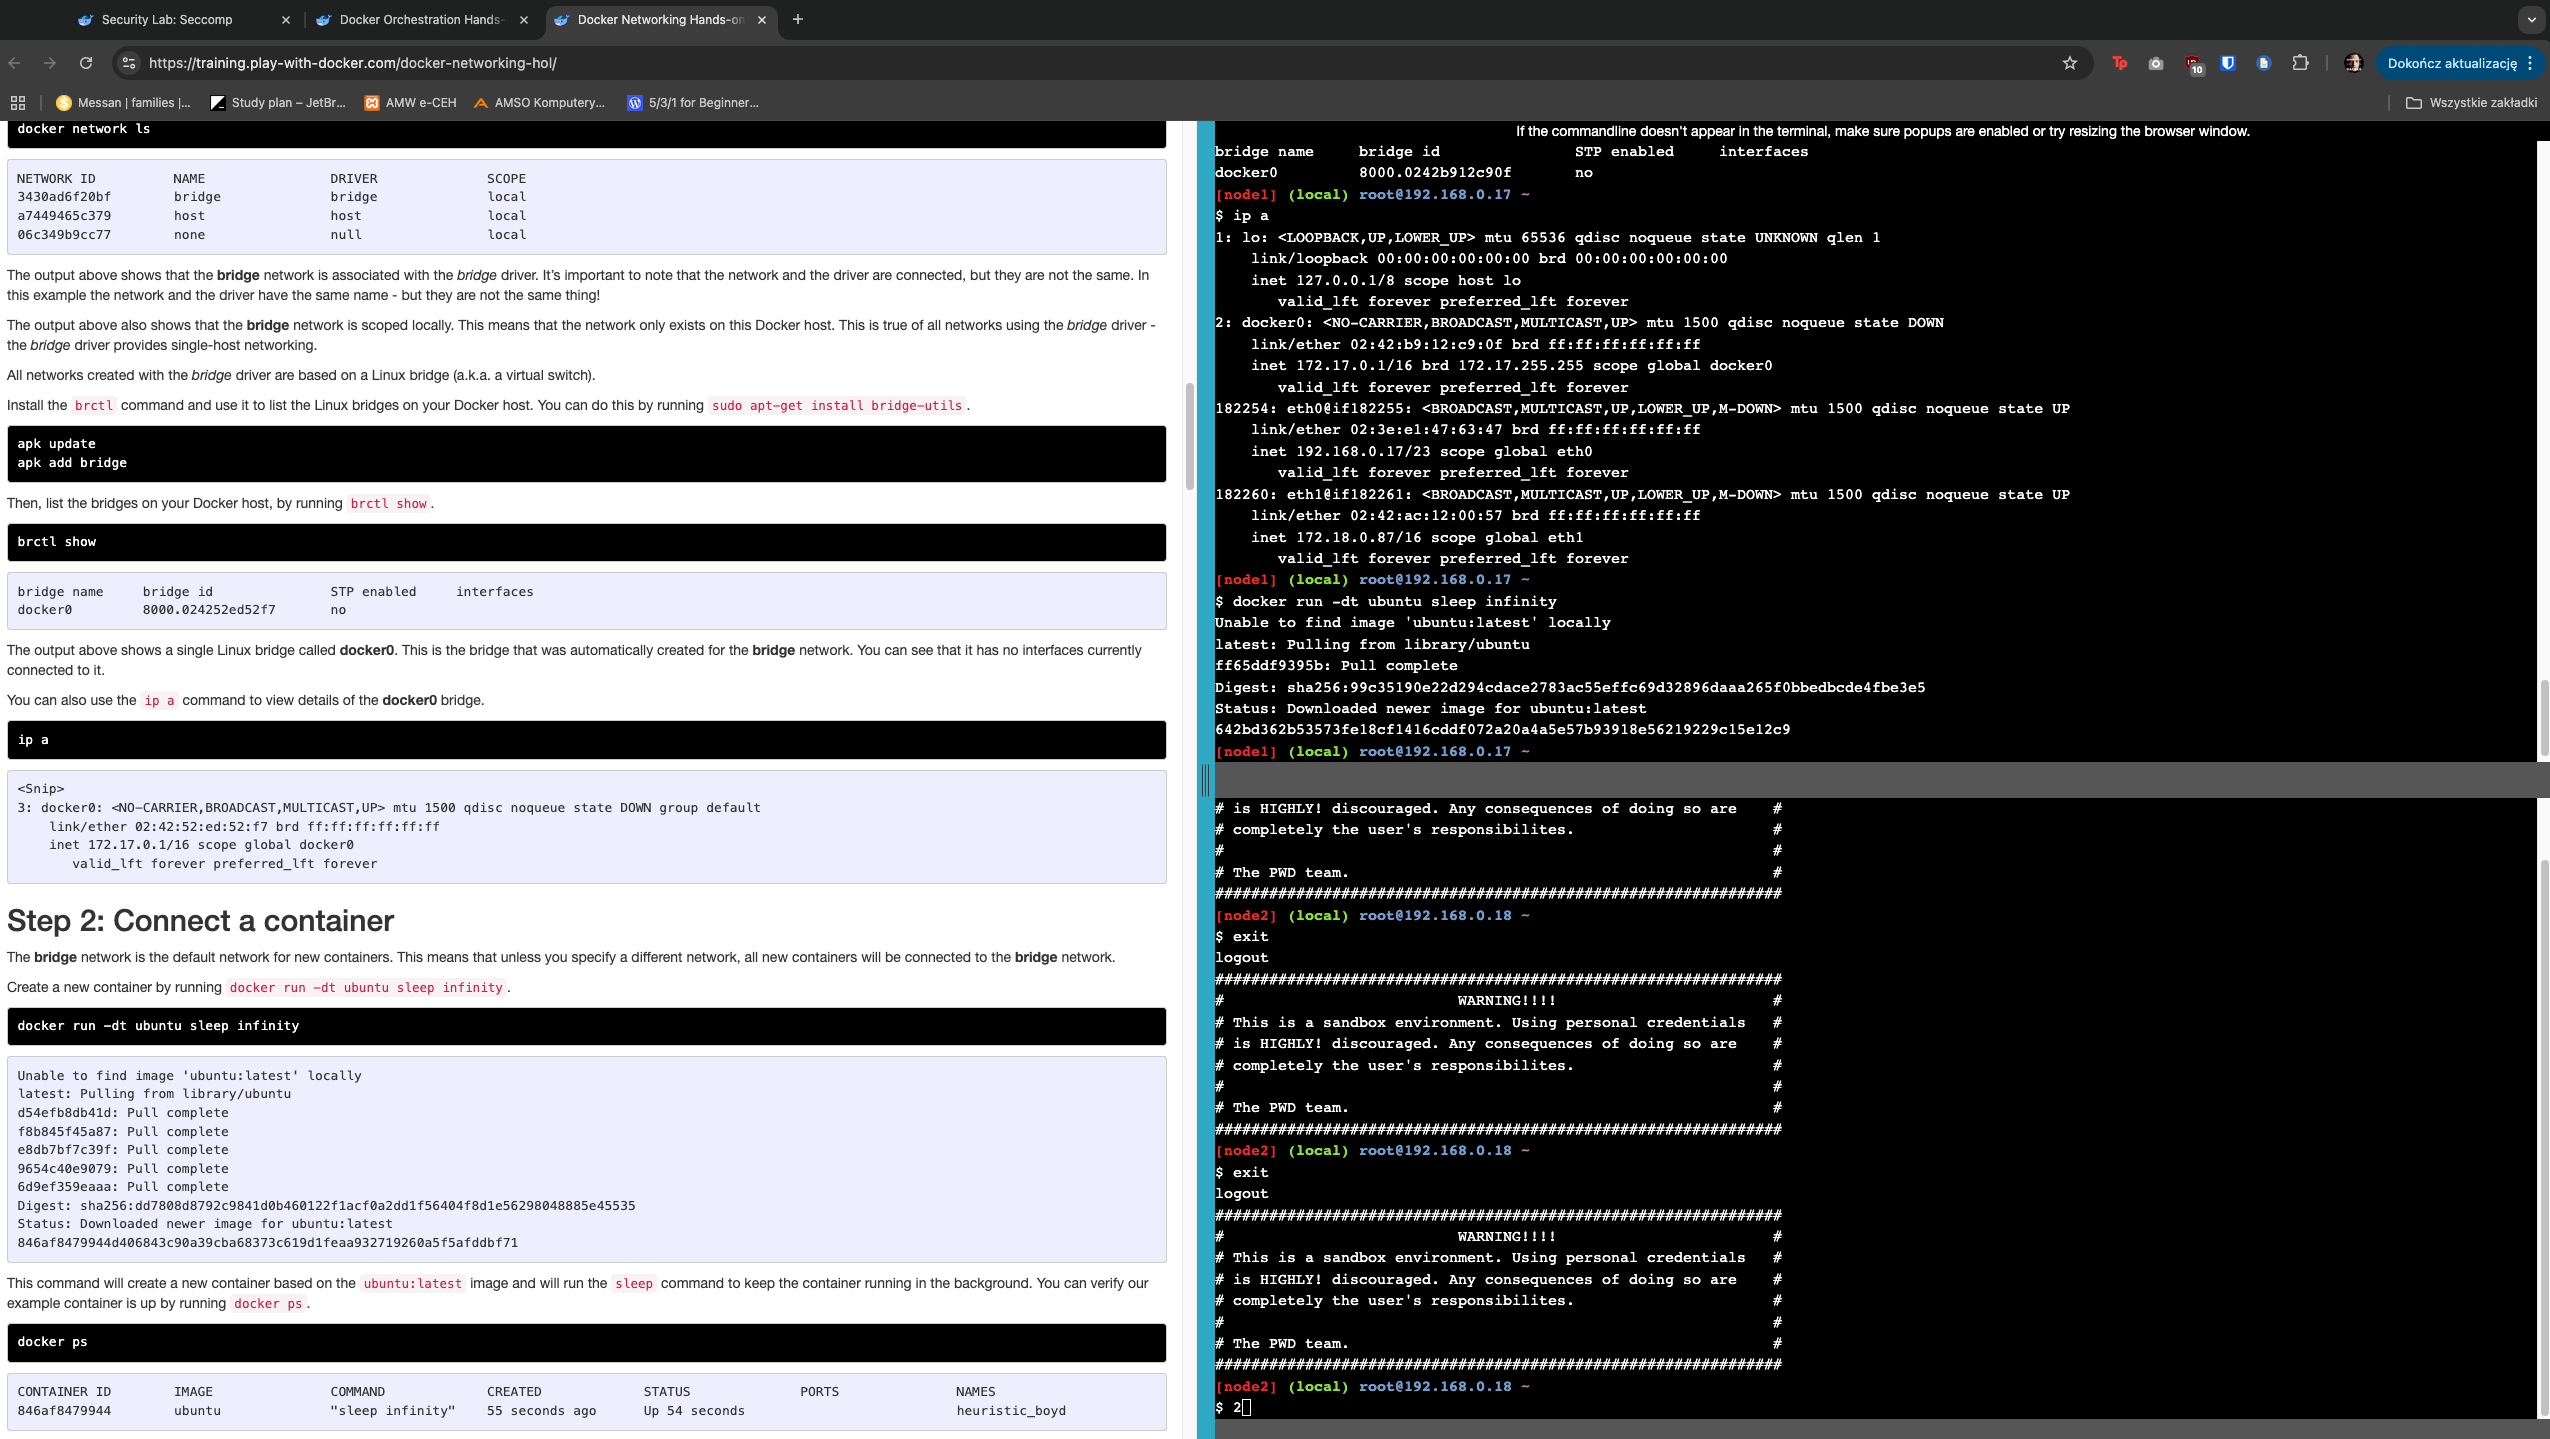 Security Lab: Seccomp
Docker Orchestration Hands-
Docker Networking Hands-on
https://training.play-with-docker.com/docker-networking-hol/
10
Dokończ aktualizację
Messan | families |...
Study plan – JetBr...
AMW e-CEH
AMSO Komputery...
5/3/1 for Beginner...
Wszystkie zakładki
docker network ls
NETWORK ID NAME DRIVER SCOPE
3430ad6f20bf bridge bridge local
a7449465c379 host host local
06c349b9cc77 none null local
The output above shows that the bridge network is associated with the bridge driver. It's important to note that the network and the driver are connected, but they are not the same. In
this example the network and the driver have the same name - but they are not the same thing!
The output above also shows that the bridge network is scoped locally. This means that the network only exists on this Docker host. This is true of all networks using the bridge driver -
the bridge driver provides single-host networking.
All networks created with the bridge driver are based on a Linux bridge (a.k.a. a virtual switch).
Install the brctl command and use it to list the Linux bridges on your Docker host. You can do this by running sudo apt-get install bridge-utils.
apk update
apk add bridge
Then, list the bridges on your Docker host, by running brctl show.
brctl show
bridge name bridge id STP enabled interfaces
docker0 8000.024252ed52f7 no
The output above shows a single Linux bridge called docker0. This is the bridge that was automatically created for the bridge network. You can see that it has no interfaces currently
connected to it.
You can also use the ip a command to view details of the docker0 bridge.
ip a
<Snip>
3: docker0: <NO-CARRIER,BROADCAST,MULTICAST,UP> mtu 1500 qdisc noqueue state DOWN group default
link/ether 02:42:52:ed:52:f7 brd ff:ff:ff:ff:ff:ff
inet 172.17.0.1/16 scope global docker0
valid_lft forever preferred_lft forever
Step 2: Connect a container
The bridge network is the default network for new containers. This means that unless you specify a different network, all new containers will be connected to the bridge network.
Create a new container by running docker run -dt ubuntu sleep infinity.
docker run -dt ubuntu sleep infinity
Unable to find image 'ubuntu:latest' locally
latest: Pulling from library/ubuntu
d54efb8db41d: Pull complete
f8b845f45a87: Pull complete
e8db7bf7c39f: Pull complete
9654c40e9079: Pull complete
6d9ef359eaaa: Pull complete
Digest: sha256:dd7808d8792c9841d0b460122f1acf0a2dd1f56404f8d1e56298048885e45535
Status: Downloaded newer image for ubuntu:latest
846af8479944d406843c90a39cba68373c619d1feaa932719260a5f5afddbf71
This command will create a new container based on the ubuntu:latest image and will run the sleep command to keep the container running in the background. You can verify our
example container is up by running docker ps.
docker ps
CONTAINER ID IMAGE COMMAND CREATED STATUS PORTS NAMES
846af8479944 ubuntu "sleep infinity" 55 seconds ago Up 54 seconds heuristic_boyd
If the commandline doesn't appear in the terminal, make sure popups are enabled or try resizing the browser window.
bridge name bridge id STP enabled interfaces
docker0 8000.0242b912c90f no
[node1] (local) root@192.168.0.17 ~
$ ip a
1: lo: <LOOPBACK,UP,LOWER_UP> mtu 65536 qdisc noqueue state UNKNOWN qlen 1
link/loopback 00:00:00:00:00:00 brd 00:00:00:00:00:00
inet 127.0.0.1/8 scope host lo
valid_lft forever preferred_lft forever
2: docker0: <NO-CARRIER,BROADCAST,MULTICAST,UP> mtu 1500 qdisc noqueue state DOWN
link/ether 02:42:b9:12:c9:0f brd ff:ff:ff:ff:ff:ff
inet 172.17.0.1/16 brd 172.17.255.255 scope global docker0
valid_lft forever preferred_lft forever
182254: eth0@if182255: <BROADCAST,MULTICAST,UP,LOWER_UP,M-DOWN> mtu 1500 qdisc noqueue state UP
link/ether 02:3e:e1:47:63:47 brd ff:ff:ff:ff:ff:ff
inet 192.168.0.17/23 scope global eth0
valid_lft forever preferred_lft forever
182260: eth1@if182261: <BROADCAST,MULTICAST,UP,LOWER_UP,M-DOWN> mtu 1500 qdisc noqueue state UP
link/ether 02:42:ac:12:00:57 brd ff:ff:ff:ff:ff:ff
inet 172.18.0.87/16 scope global eth1
valid_lft forever preferred_lft forever
[node1] (local) root@192.168.0.17 ~
$ docker run -dt ubuntu sleep infinity
Unable to find image 'ubuntu:latest' locally
latest: Pulling from library/ubuntu
ff65ddf9395b: Pull complete
Digest: sha256:99c35190e22d294cdace2783ac55effc69d32896daaa265f0bbedbcde4fbe3e5
Status: Downloaded newer image for ubuntu:latest
642bd362b53573fe18cf1416cddf072a20a4a5e57b93918e56219229c15e12c9
[node1] (local) root@192.168.0.17 ~
# is HIGHLY! discouraged. Any consequences of doing so are #
# completely the user's responsibilites. #
# #
# The PWD team. #
###############################################################
[node2] (local) root@192.168.0.18 ~
$ exit
logout
###############################################################
# WARNING!!!! #
# This is a sandbox environment. Using personal credentials #
# is HIGHLY! discouraged. Any consequences of doing so are #
# completely the user's responsibilites. #
# #
# The PWD team. #
###############################################################
[node2] (local) root@192.168.0.18 ~
$ exit
logout
###############################################################
# WARNING!!!! #
# This is a sandbox environment. Using personal credentials #
# is HIGHLY! discouraged. Any consequences of doing so are #
# completely the user's responsibilites. #
# #
# The PWD team. #
###############################################################
[node2] (local) root@192.168.0.18 ~
$ 2